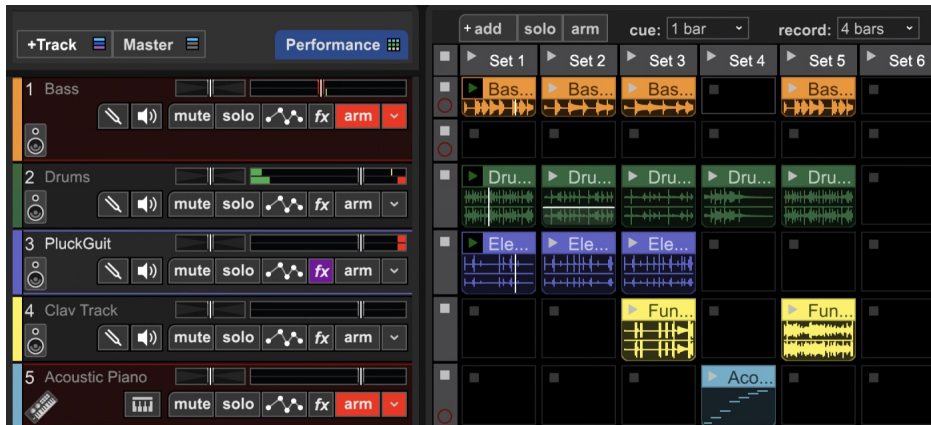 +add solo arm cue: 1 bar record: 4 bars
+Track Master Performance
Set 1 Set 2 Set 3 Set 4 Set 5 Set 6
1 Bass
Bas... Bas... Bas... Bas...
mute solo fx arm
2 Drums
Dru... Dru... Dru... Dru... Dru...
mute solo fx arm
3 PluckGuit
Ele... Ele... Ele...
mute solo fx arm
4 Clav Track
Fun... Fun...
mute solo fx arm
5 Acoustic Piano
Aco...
mute solo fx arm